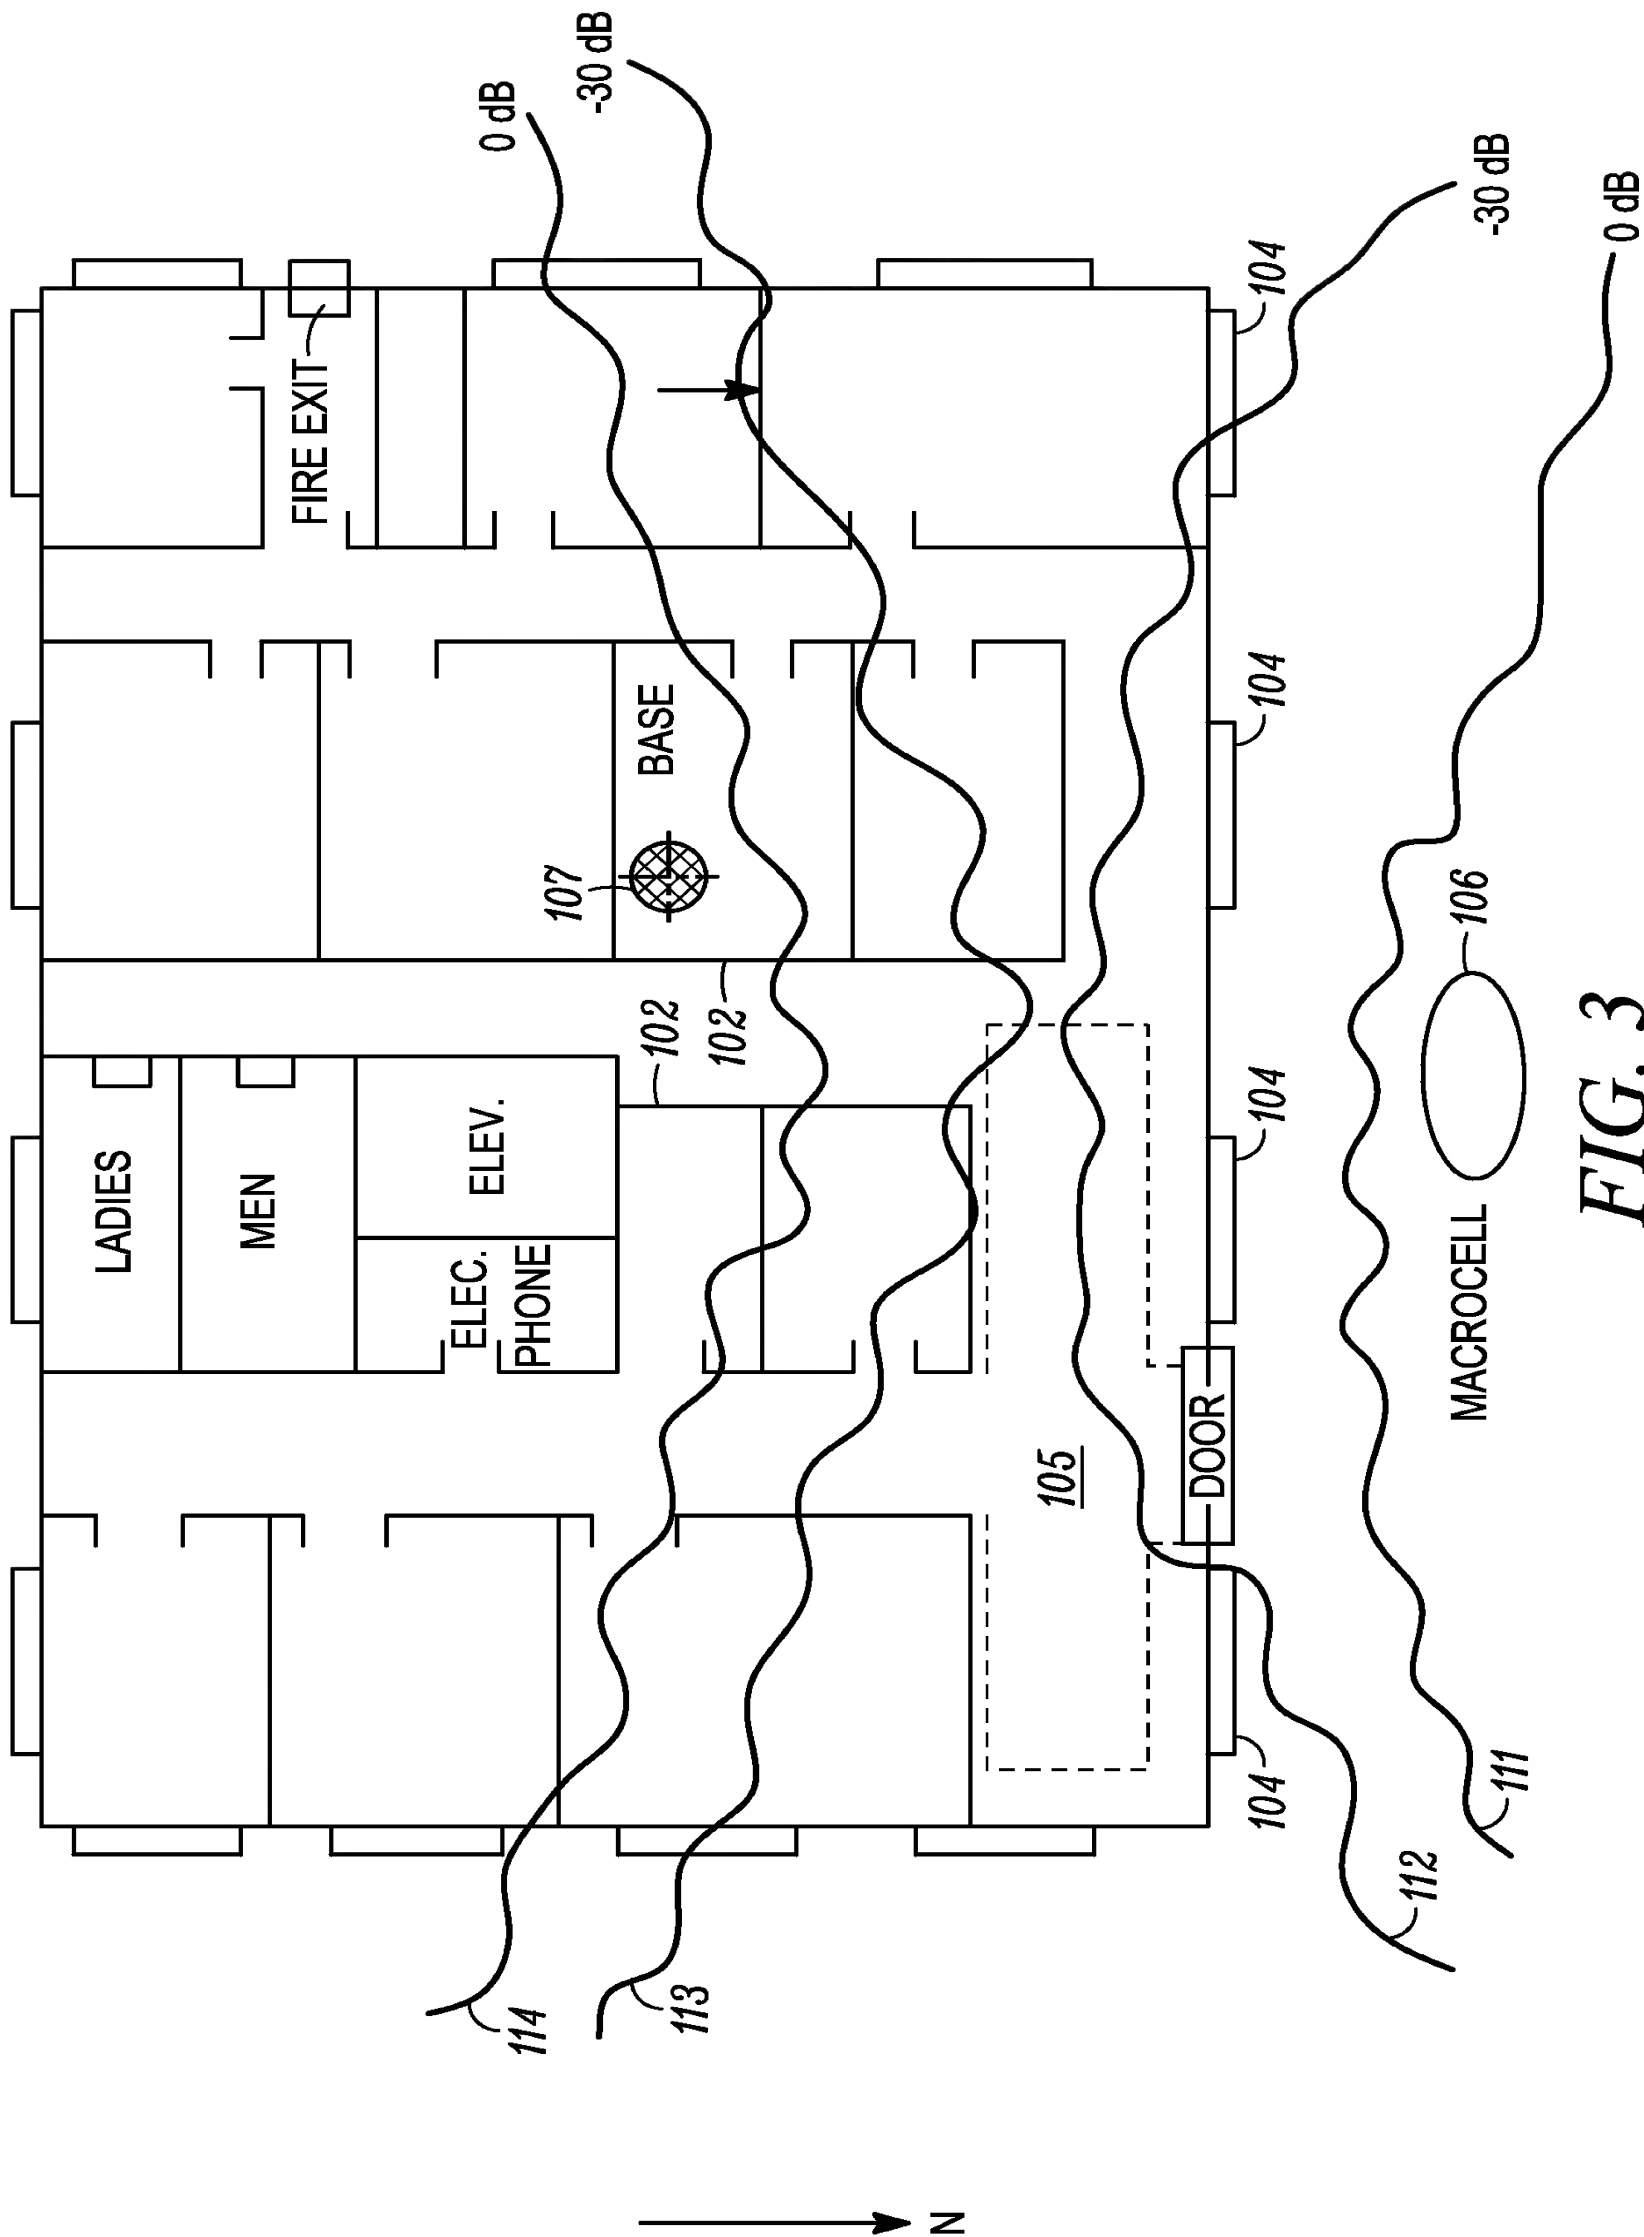 LADIES
MEN
FIRE EXIT
ELEC.
PHONE
ELEV.
0 dB
114
107
-30 dB
102
BASE
113
102
N
105
DOOR
104
104
104
104
112
MACROCELL
106
-30 dB
111
0 dB
FIG. 3